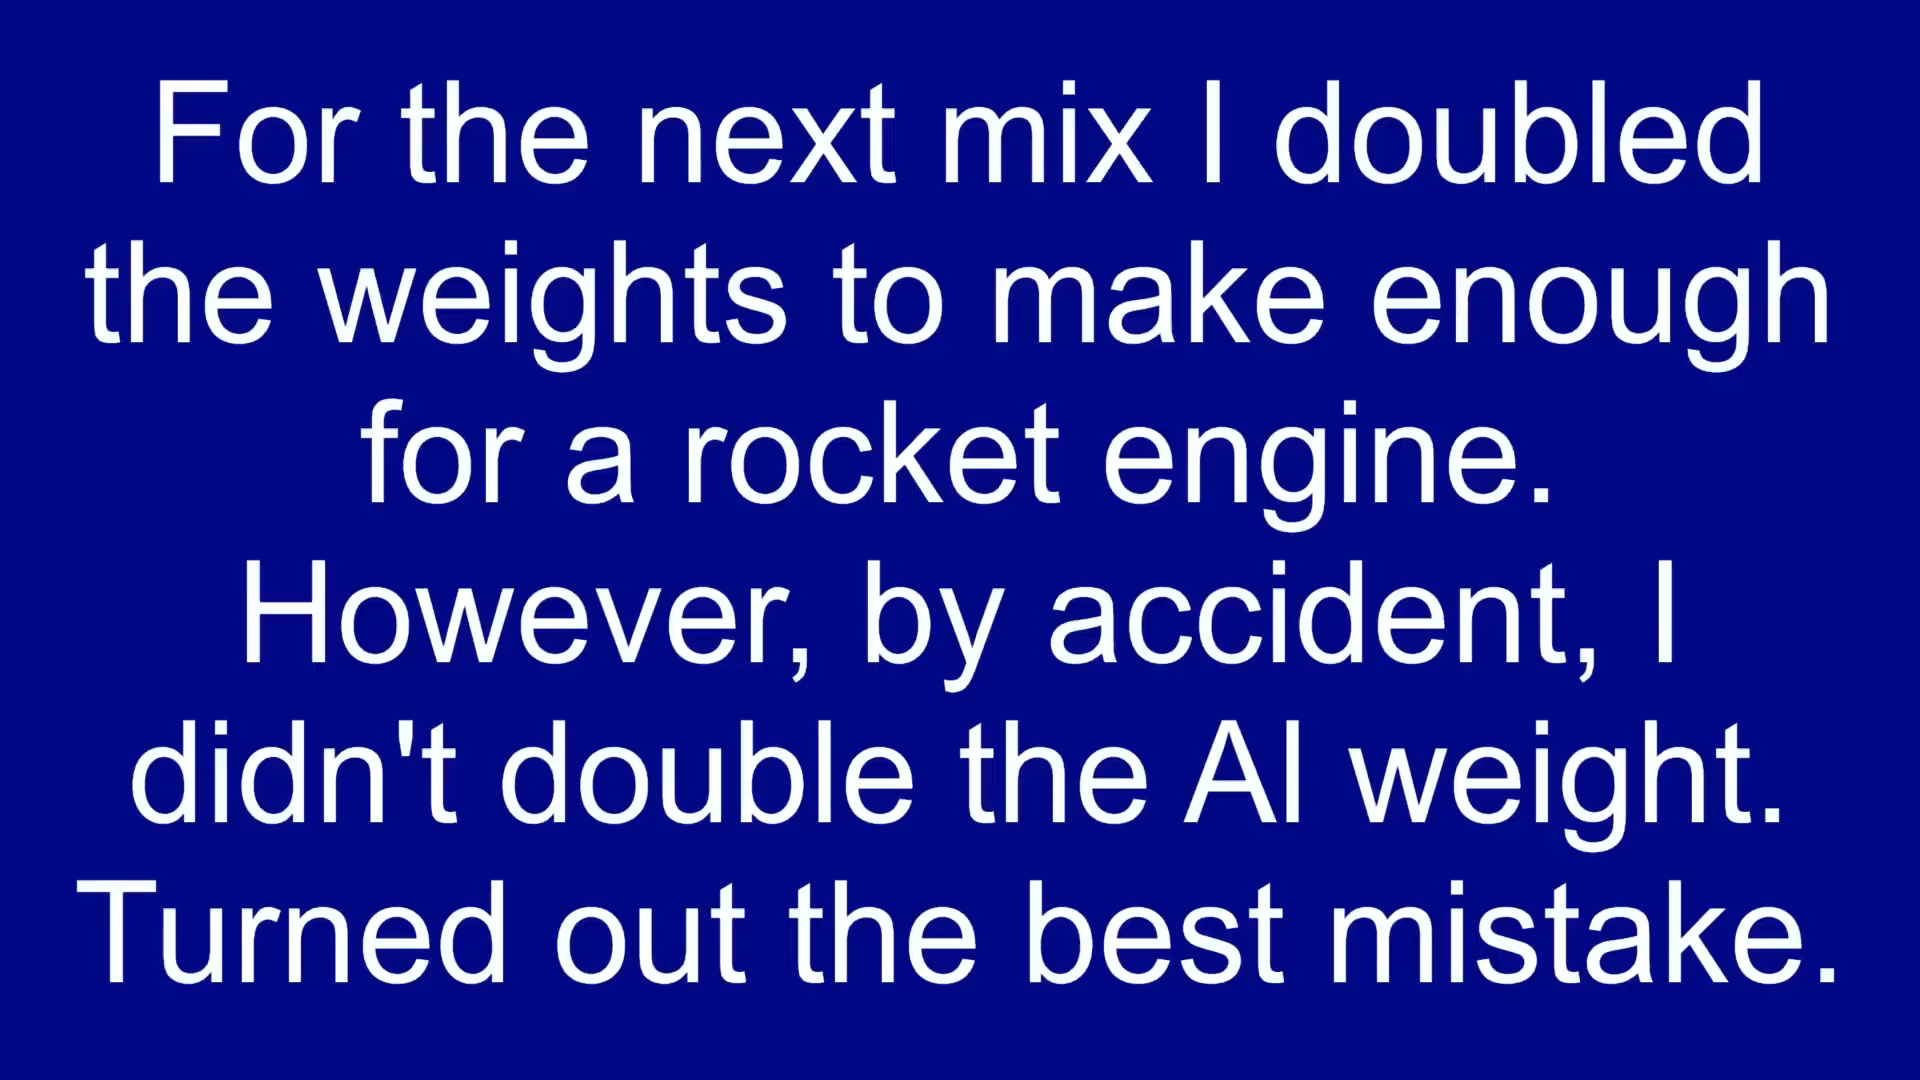 For the next mix I doubled
the weights to make enough
for a rocket engine.
However, by accident, I
didn't double the Al weight.
Turned out the best mistake.